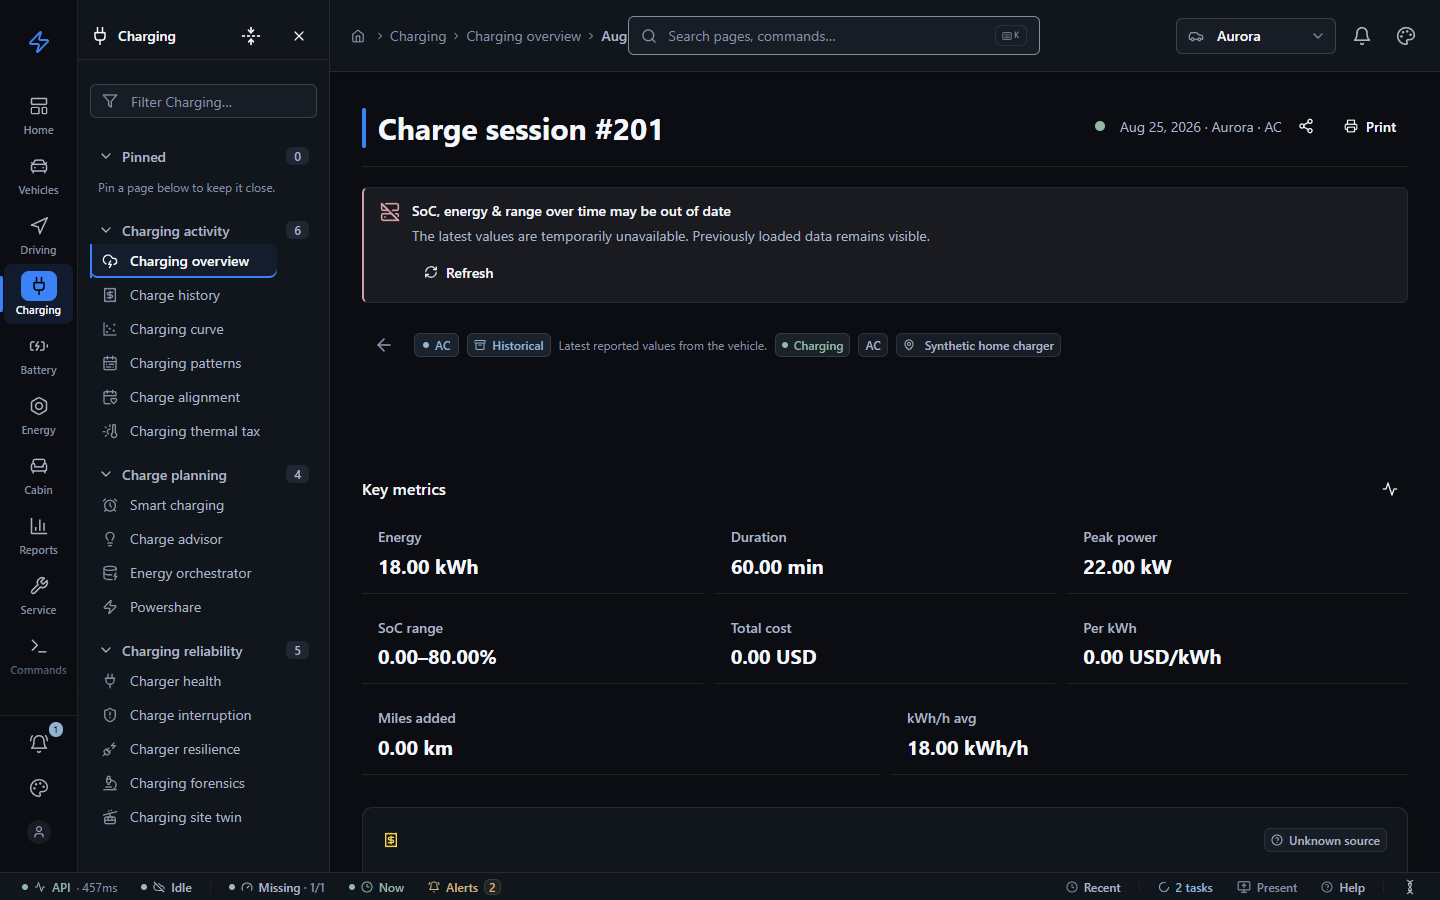 Home
Vehicles
Driving
Charging
Battery
Energy
Cabin
Reports
Service
Commands
1
Charging
Filter Charging...
Pinned 0
Pin a page below to keep it close.
Charging activity 6
Charging overview
Charge history
Charging curve
Charging patterns
Charge alignment
Charging thermal tax
Charge planning 4
Smart charging
Charge advisor
Energy orchestrator
Powershare
Charging reliability 5
Charger health
Charge interruption
Charger resilience
Charging forensics
Charging site twin
Charging > Charging overview > Aug
Search pages, commands... K
Aurora
Charge session #201
Aug 25, 2026 · Aurora · AC Print
SoC, energy & range over time may be out of date
The latest values are temporarily unavailable. Previously loaded data remains visible.
Refresh
AC Historical Latest reported values from the vehicle. Charging AC Synthetic home charger
Key metrics
Energy Duration Peak power
18.00 kWh 60.00 min 22.00 kW
SoC range Total cost Per kWh
0.00–80.00% 0.00 USD 0.00 USD/kWh
Miles added kWh/h avg
0.00 km 18.00 kWh/h
Unknown source
API · 457ms Idle Missing · 1/1 Now Alerts 2 Recent 2 tasks Present Help